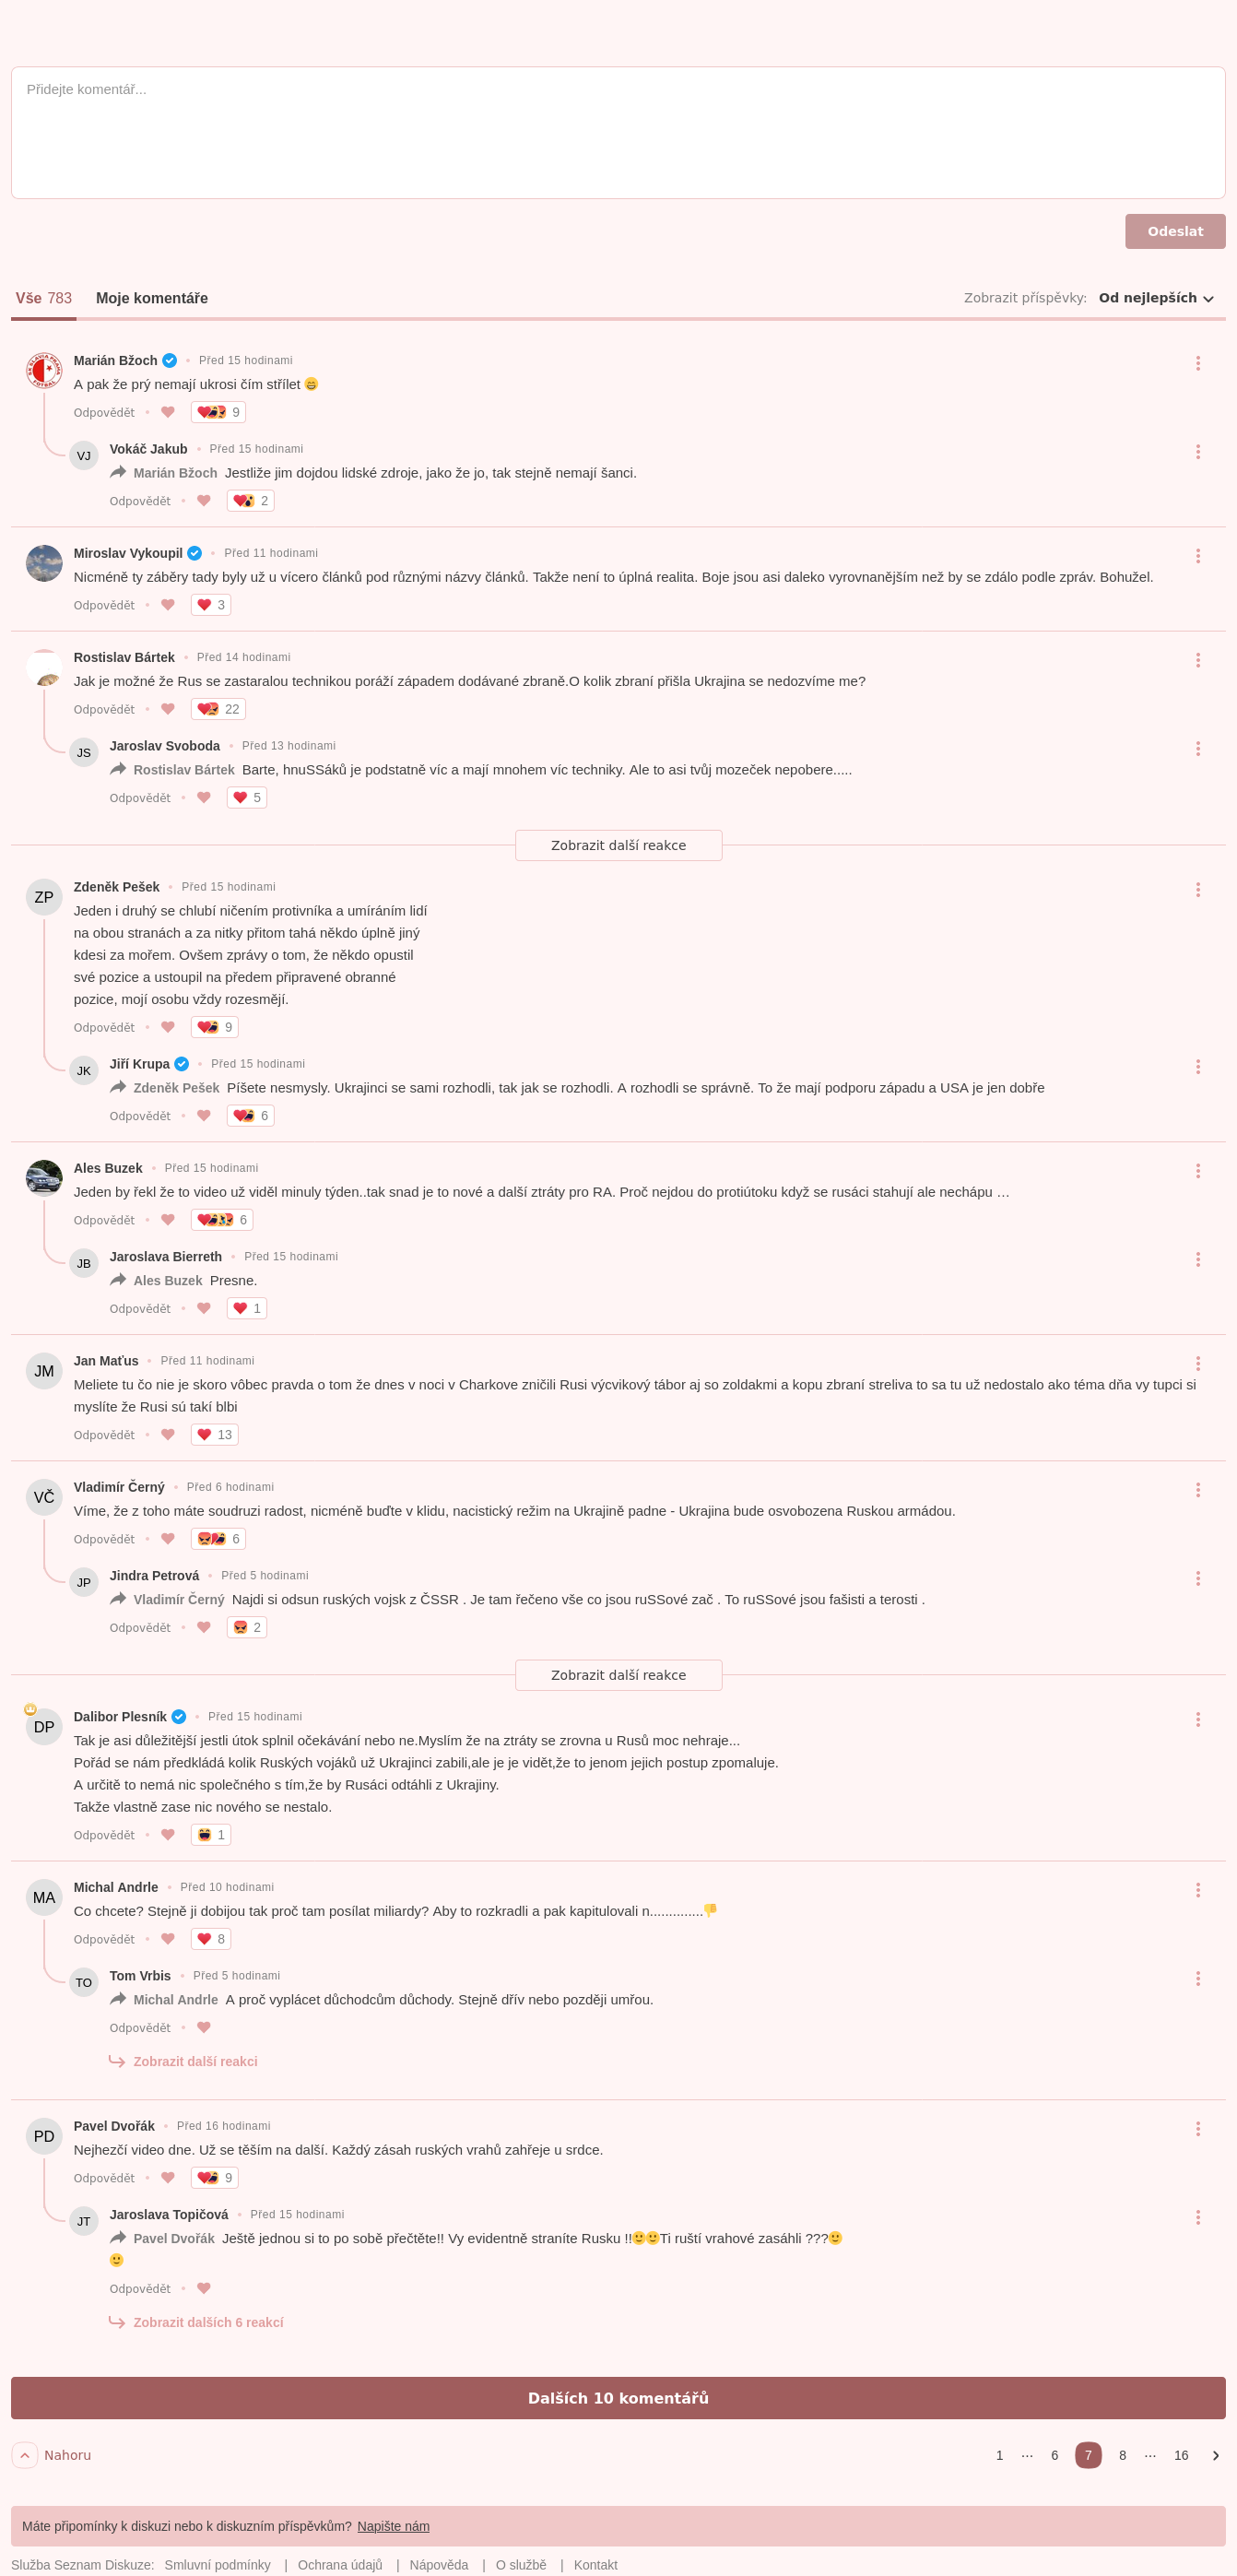 Přidejte komentář...
Odeslat
Vše 783 Moje komentáře Zobrazit příspěvky: Od nejlepších
Marián Bžoch • Před 15 hodinami
A pak že prý nemají ukrosi čím střílet 😄
Odpovědět • 9
VJ Vokáč Jakub • Před 15 hodinami
Marián Bžoch Jestliže jim dojdou lidské zdroje, jako že jo, tak stejně nemají šanci.
Odpovědět • 2
Miroslav Vykoupil • Před 11 hodinami
Nicméně ty záběry tady byly už u vícero článků pod různými názvy článků. Takže není to úplná realita. Boje jsou asi daleko vyrovnanějším než by se zdálo podle zpráv. Bohužel.
Odpovědět • 3
Rostislav Bártek • Před 14 hodinami
Jak je možné že Rus se zastaralou technikou poráží západem dodávané zbraně.O kolik zbraní přišla Ukrajina se nedozvíme me?
Odpovědět • 22
JS Jaroslav Svoboda • Před 13 hodinami
Rostislav Bártek Barte, hnuSSáků je podstatně víc a mají mnohem víc techniky. Ale to asi tvůj mozeček nepobere.....
Odpovědět • 5
Zobrazit další reakce
ZP Zdeněk Pešek • Před 15 hodinami
Jeden i druhý se chlubí ničením protivníka a umíráním lidí
na obou stranách a za nitky přitom tahá někdo úplně jiný
kdesi za mořem. Ovšem zprávy o tom, že někdo opustil
své pozice a ustoupil na předem připravené obranné
pozice, mojí osobu vždy rozesmějí.
Odpovědět • 9
JK Jiří Krupa • Před 15 hodinami
Zdeněk Pešek Píšete nesmysly. Ukrajinci se sami rozhodli, tak jak se rozhodli. A rozhodli se správně. To že mají podporu západu a USA je jen dobře
Odpovědět • 6
Ales Buzek • Před 15 hodinami
Jeden by řekl že to video už viděl minuly týden..tak snad je to nové a další ztráty pro RA. Proč nejdou do protiútoku když se rusáci stahují ale nechápu …
Odpovědět • 6
JB Jaroslava Bierreth • Před 15 hodinami
Ales Buzek Presne.
Odpovědět • 1
JM Jan Maťus • Před 11 hodinami
Meliete tu čo nie je skoro vôbec pravda o tom že dnes v noci v Charkove zničili Rusi výcvikový tábor aj so zoldakmi a kopu zbraní streliva to sa tu už nedostalo ako téma dňa vy tupci si
myslíte že Rusi sú takí blbi
Odpovědět • 13
VČ Vladimír Černý • Před 6 hodinami
Víme, že z toho máte soudruzi radost, nicméně buďte v klidu, nacistický režim na Ukrajině padne - Ukrajina bude osvobozena Ruskou armádou.
Odpovědět • 6
JP Jindra Petrová • Před 5 hodinami
Vladimír Černý Najdi si odsun ruských vojsk z ČSSR . Je tam řečeno vše co jsou ruSSové zač . To ruSSové jsou fašisti a terosti .
Odpovědět • 2
Zobrazit další reakce
DP Dalibor Plesník • Před 15 hodinami
Tak je asi důležitější jestli útok splnil očekávání nebo ne.Myslím že na ztráty se zrovna u Rusů moc nehraje...
Pořád se nám předkládá kolik Ruských vojáků už Ukrajinci zabili,ale je je vidět,že to jenom jejich postup zpomaluje.
A určitě to nemá nic společného s tím,že by Rusáci odtáhli z Ukrajiny.
Takže vlastně zase nic nového se nestalo.
Odpovědět • 1
MA Michal Andrle • Před 10 hodinami
Co chcete? Stejně ji dobijou tak proč tam posílat miliardy? Aby to rozkradli a pak kapitulovali n..............👎
Odpovědět • 8
TO Tom Vrbis • Před 5 hodinami
Michal Andrle A proč vyplácet důchodcům důchody. Stejně dřív nebo později umřou.
Odpovědět •
Zobrazit další reakci
PD Pavel Dvořák • Před 16 hodinami
Nejhezčí video dne. Už se těším na další. Každý zásah ruských vrahů zahřeje u srdce.
Odpovědět • 9
JT Jaroslava Topičová • Před 15 hodinami
Pavel Dvořák Ještě jednou si to po sobě přečtěte!! Vy evidentně straníte Rusku !!🙂🙂Ti ruští vrahové zasáhli ???🙂
🙂
Odpovědět •
Zobrazit dalších 6 reakcí
Dalších 10 komentářů
Nahoru 1 ⋯ 6 7 8 ⋯ 16
Máte připomínky k diskuzi nebo k diskuzním příspěvkům? Napište nám
Služba Seznam Diskuze: Smluvní podmínky | Ochrana údajů | Nápověda | O službě | Kontakt